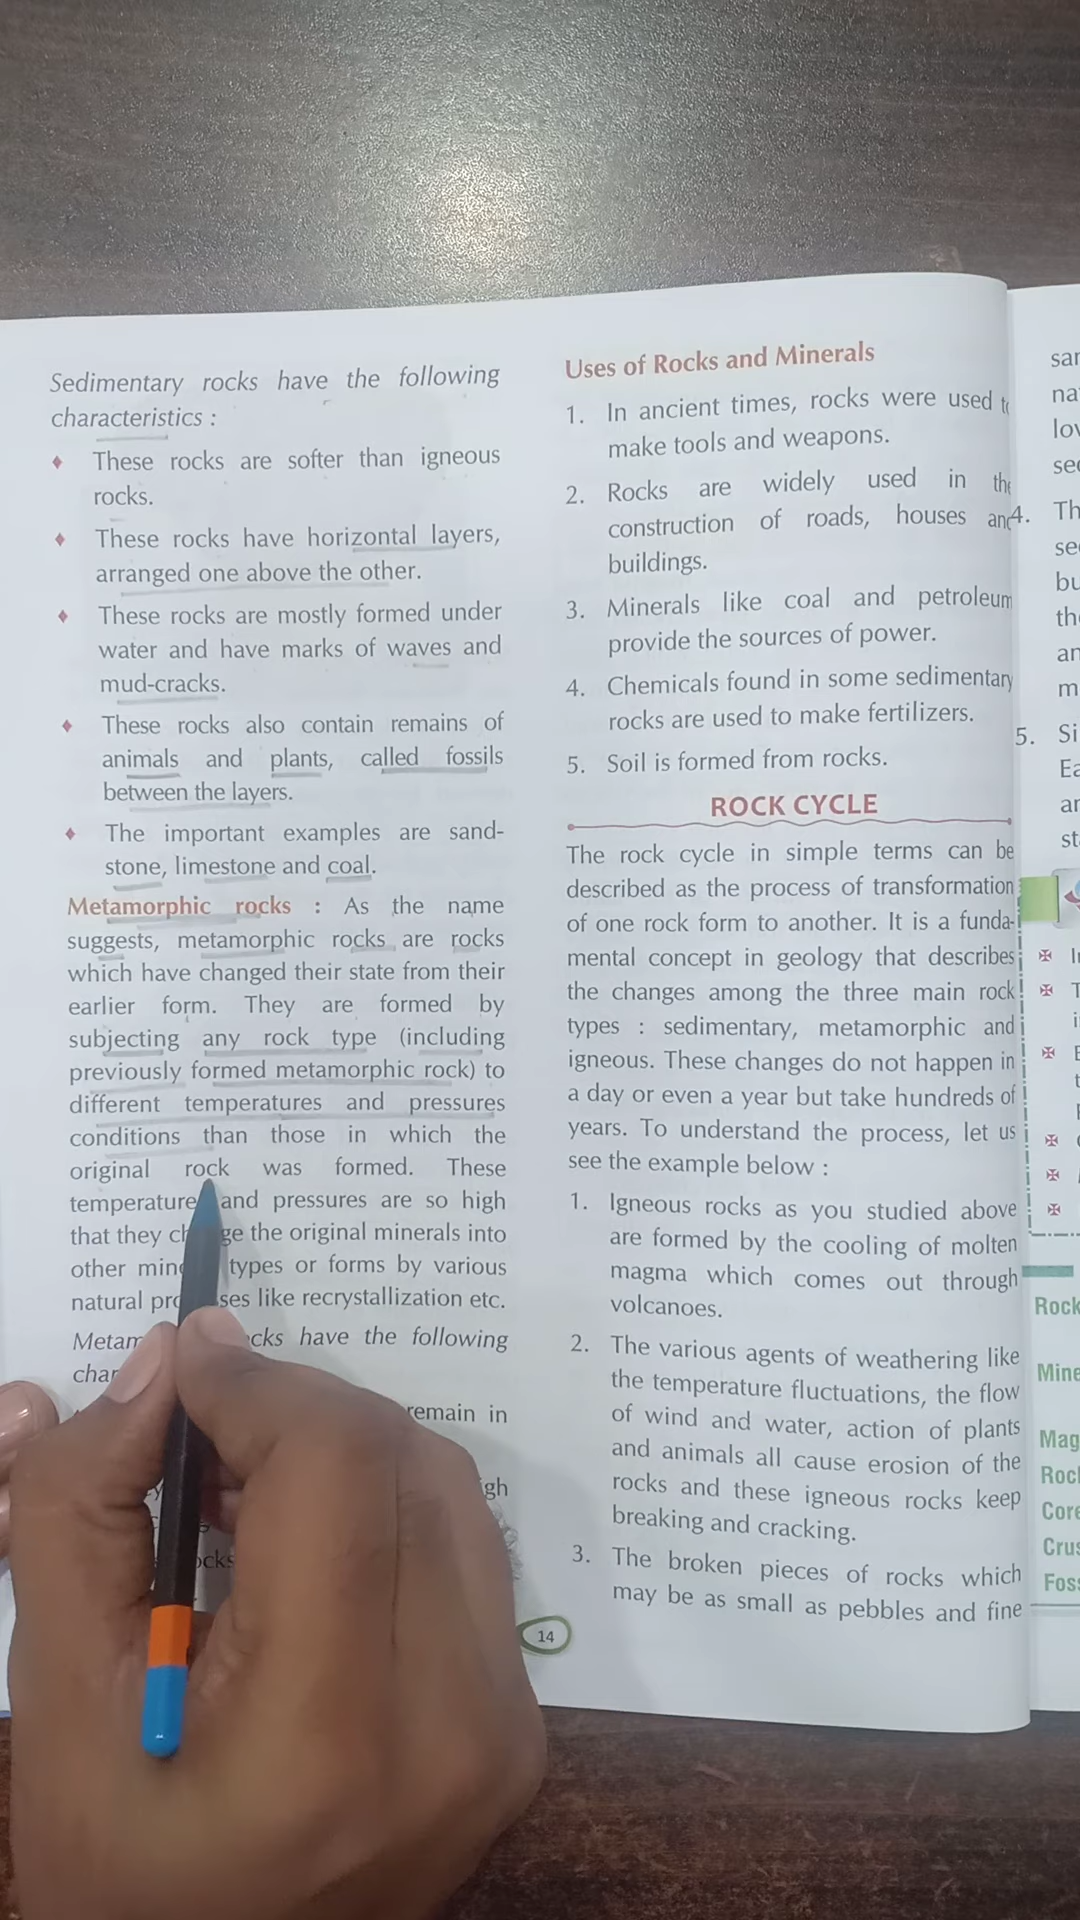 Sedimentary rocks have the following
characteristics :
♦ These rocks are softer than igneous
rocks.
♦ These rocks have horizontal layers,
arranged one above the other.
♦ These rocks are mostly formed under
water and have marks of waves and
mud-cracks.
♦ These rocks also contain remains of
animals and plants, called fossils
between the layers.
♦ The important examples are sand-
stone, limestone and coal.
Metamorphic rocks : As the name
suggests, metamorphic rocks are rocks
which have changed their state from their
earlier form. They are formed by
subjecting any rock type (including
previously formed metamorphic rock) to
different temperatures and pressures
conditions than those in which the
original rock was formed. These
temperature and pressures are so high
that they the original minerals into
other types or forms by various
natural like recrystallization etc.
have the following
remain in
Uses of Rocks and Minerals
1. In ancient times, rocks were used
make tools and weapons.
2. Rocks are widely used in
construction of roads, houses
buildings.
3. Minerals like coal and petroleum
provide the sources of power.
4. Chemicals found in some sedimentary
rocks are used to make fertilizers.
5. Soil is formed from rocks.
ROCK CYCLE
The rock cycle in simple terms can be
described as the process of transformation
of one rock form to another. It is a funda-
mental concept in geology that describes
the changes among the three main rock
types : sedimentary, metamorphic and
igneous. These changes do not happen in
a day or even a year but take hundreds of
years. To understand the process, let us
see the example below :
1. Igneous rocks as you studied above
are formed by the cooling of molten
magma which comes out through
volcanoes.
2. The various agents of weathering like
the temperature fluctuations, the flow
of wind and water, action of plants
and animals all cause erosion of the
rocks and these igneous rocks keep
breaking and cracking.
3. The broken pieces of rocks which
may be as small as pebbles and fine
14
4.
5.
Rock